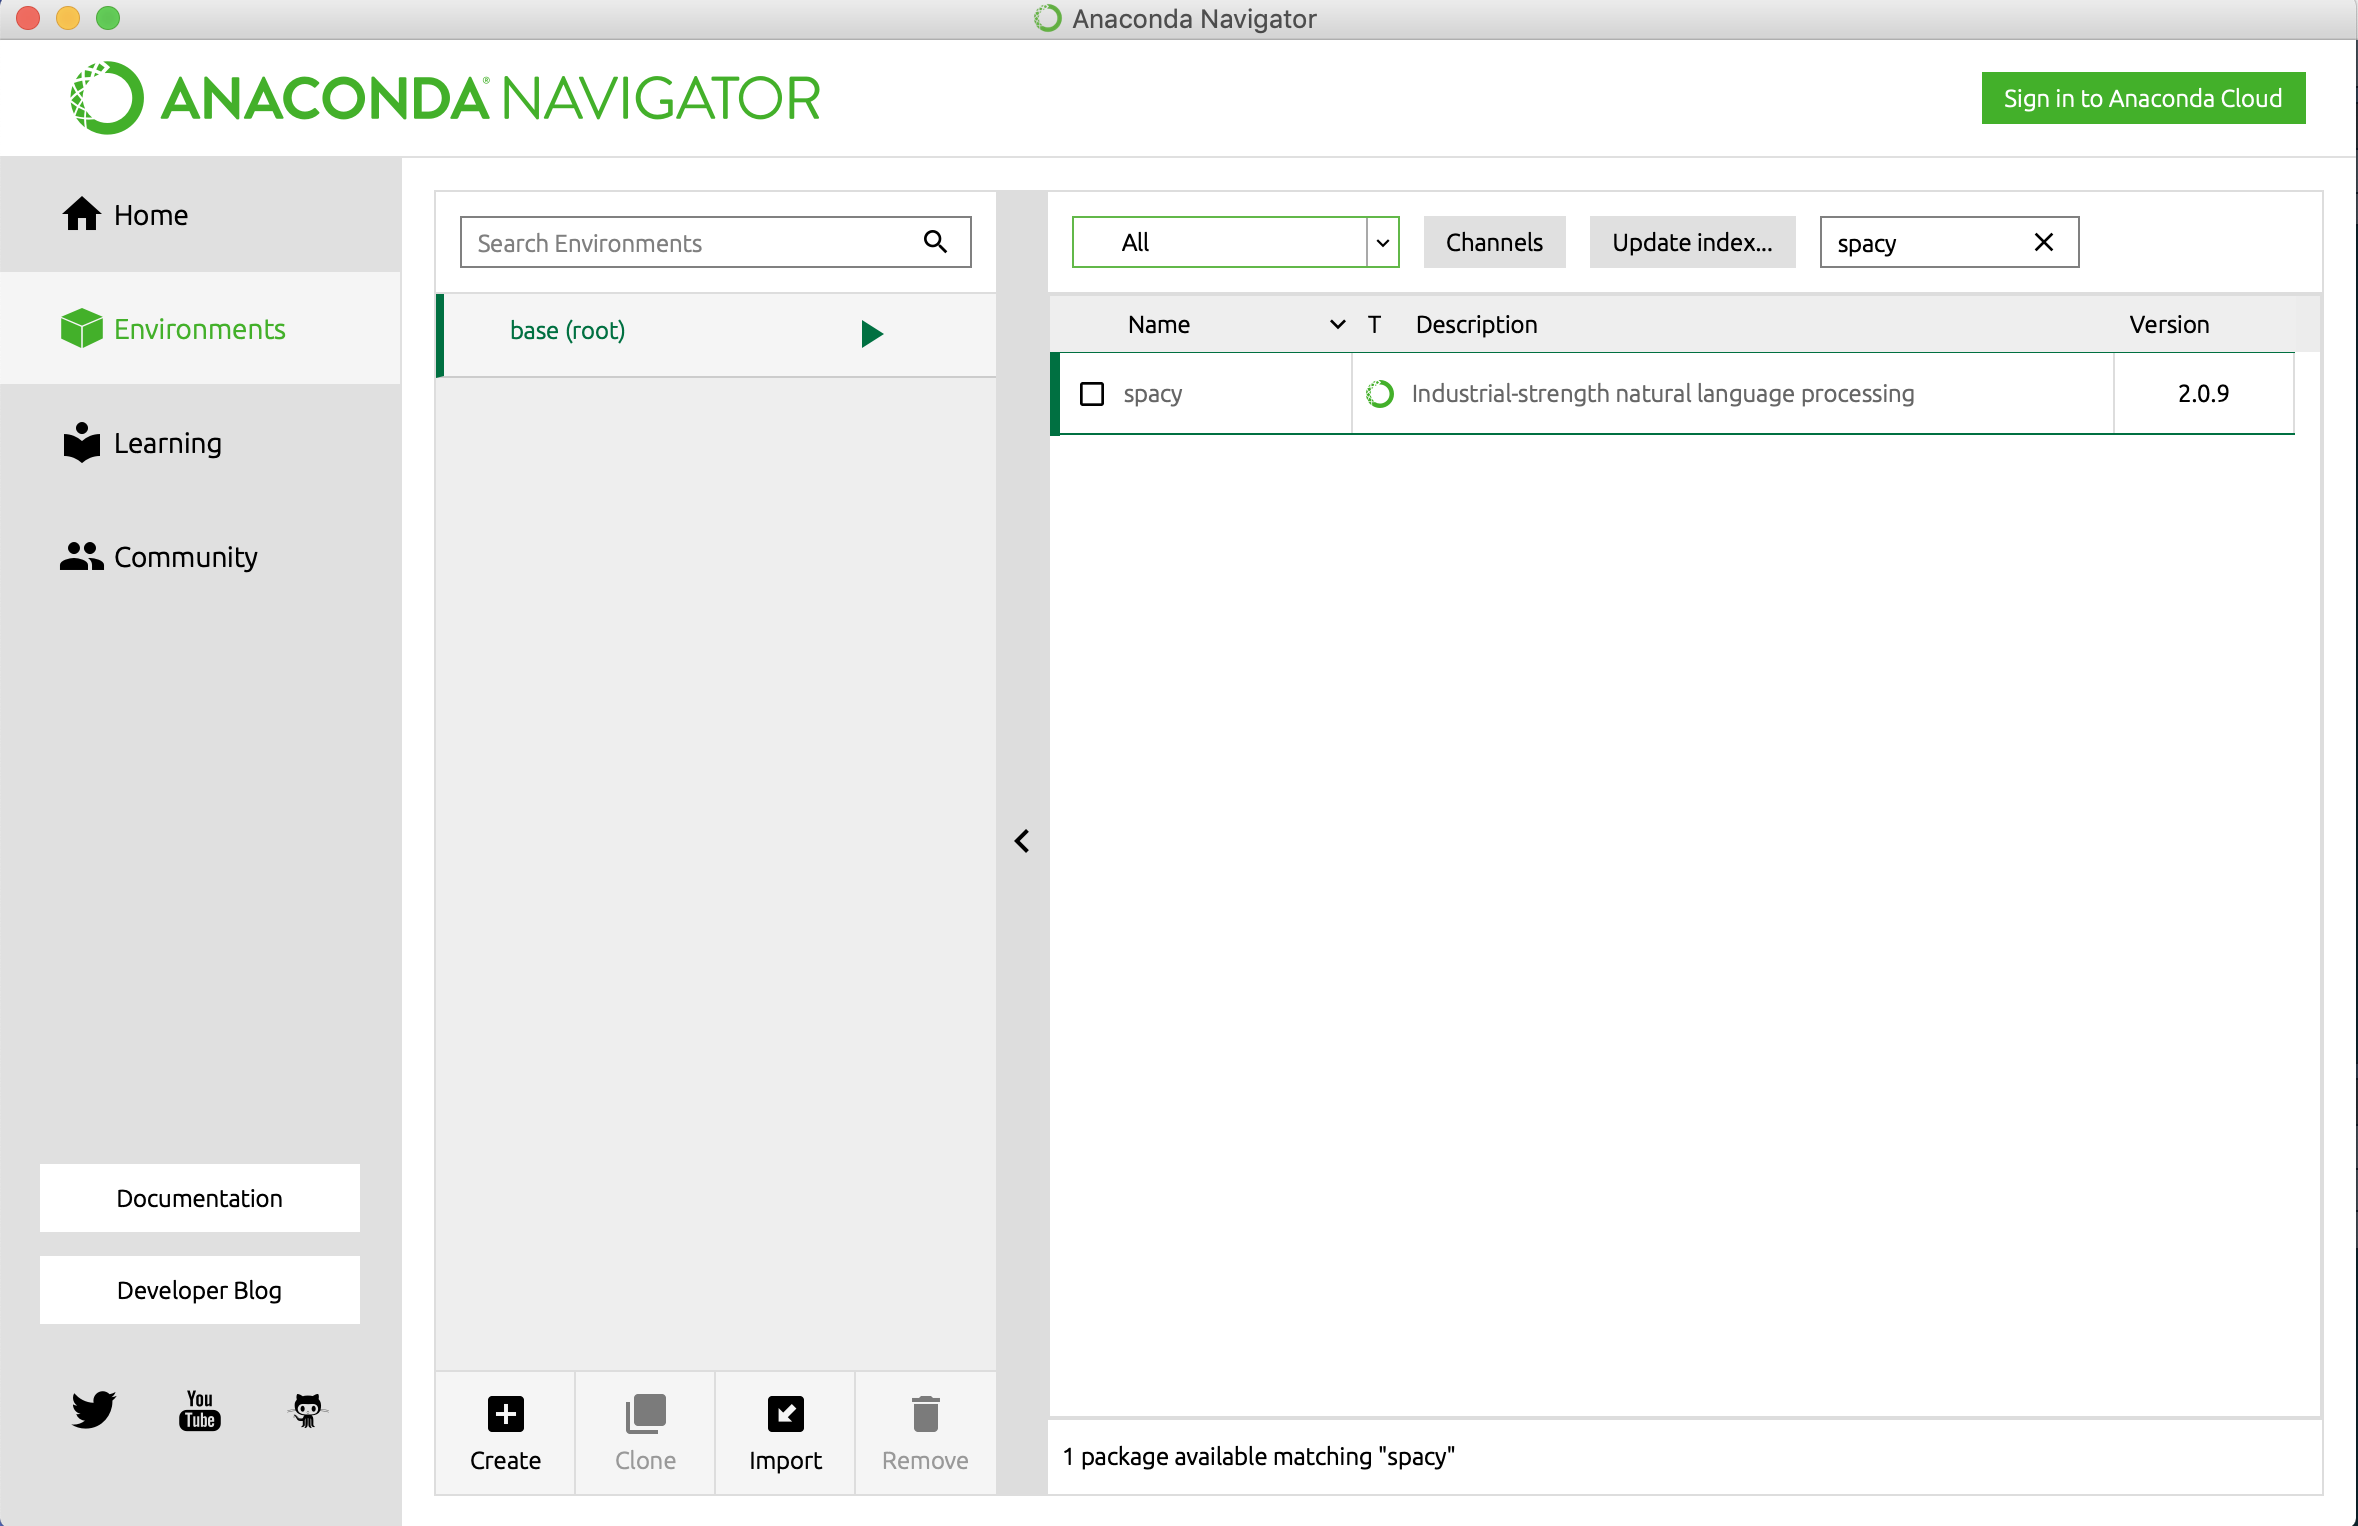 Anaconda Navigator
ANACONDA® NAVIGATOR
Sign in to Anaconda Cloud
Home
Environments
Learning
Community
Documentation
Developer Blog
You
Tube
Search Environments
base (root)
Create
Clone
Import
Remove
All
Channels
Update index...
spacy
Name
T
Description
Version
spacy
Industrial-strength natural language processing
2.0.9
1 package available matching "spacy"